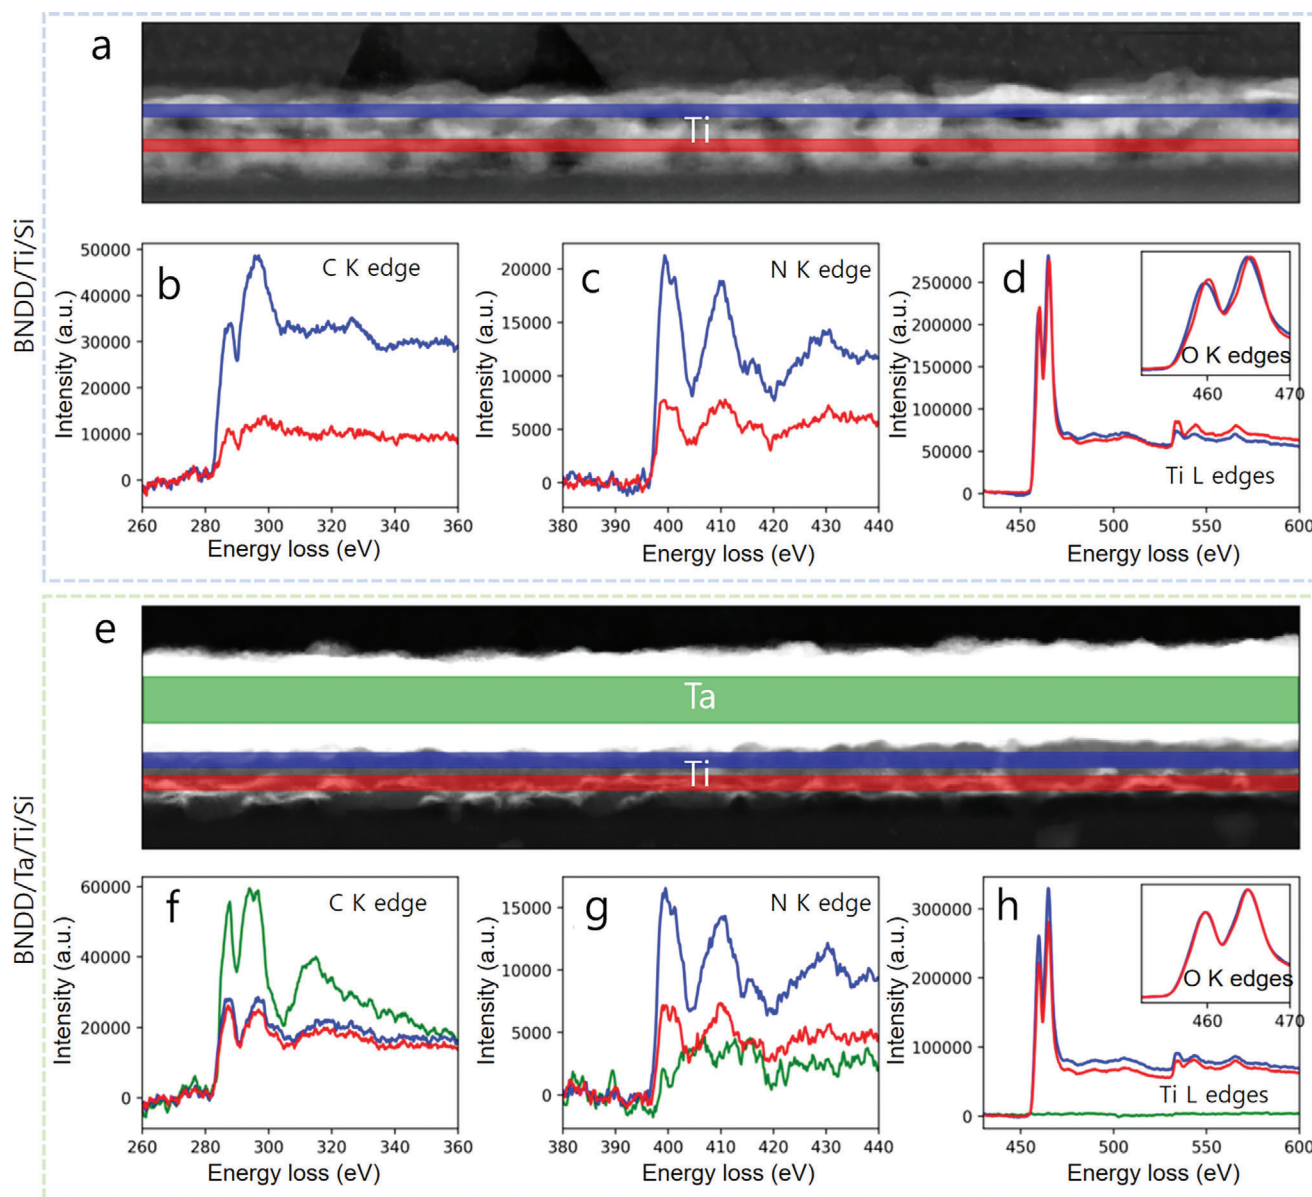 BNDD/Ti/Si
a
Ti
b
C K edge
Intensity (a.u.)
50000
40000
30000
20000
10000
0
260 280 300 320 340 360
Energy loss (eV)
c
N K edge
Intensity (a.u.)
20000
15000
10000
5000
0
380 390 400 410 420 430 440
Energy loss (eV)
d
Intensity (a.u.)
250000
200000
150000
100000
50000
0
O K edges
460 470
Ti L edges
450 500 550 600
Energy loss (eV)
BNDD/Ta/Ti/Si
e
Ta
Ti
f
C K edge
Intensity (a.u.)
60000
40000
20000
0
260 280 300 320 340 360
Energy loss (eV)
g
N K edge
Intensity (a.u.)
15000
10000
5000
0
380 390 400 410 420 430 440
Energy loss (eV)
h
Intensity (a.u.)
300000
200000
100000
0
O K edges
460 470
Ti L edges
450 500 550 600
Energy loss (eV)